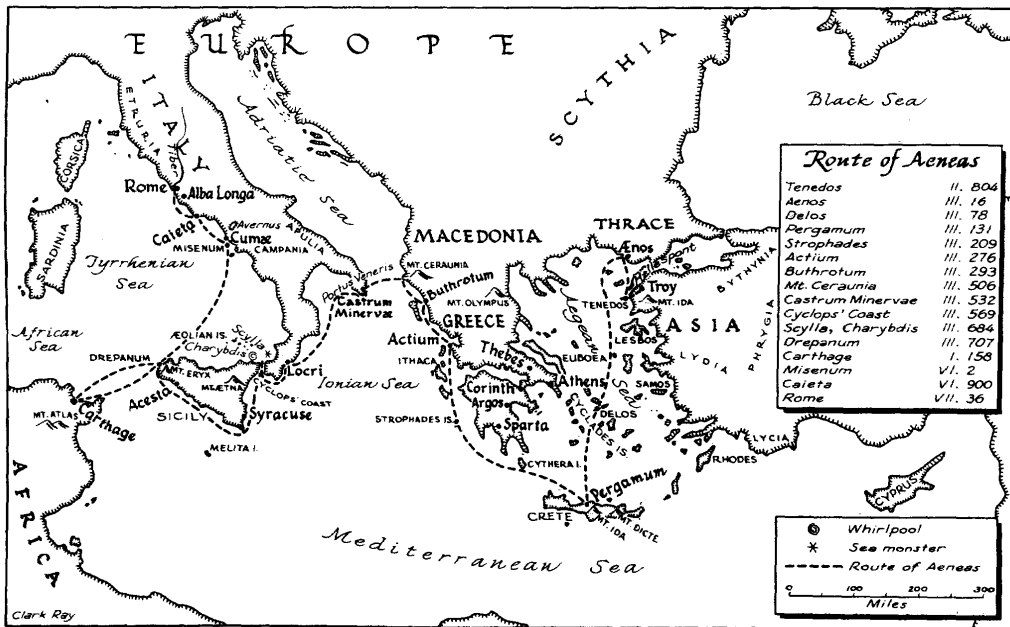 EUROPE
SCYTHIA
Black Sea
ITALY
ETRURIA
Tiber
Adriatic Sea
CORSICA
SARDINIA
Rome
Alba Longa
Caieta
Avernus
APULIA
Cumæ
MISENUM
CAMPANIA
Tyrrhenian
Sea
African
Sea
Portus Veneris
Castrum
Minervæ
MACEDONIA
MT. CERAUNIA
Buthrotum
MT. OLYMPUS
GREECE
Actium
ITHACA
Thebes
THRACE
Ænos
Hellespont
Troy
TENEDOS
MT. IDA
BYTHYNIA
PHRYGIA
ASIA
LYDIA
LESBOS
Aegean
Sea
EUBOEA
Athens
SAMOS
Corinth
Argos
Sparta
CYCLADES IS.
DELOS
LYCIA
RHODES
CYPRUS
ÆOLIAN IS.
Scylla
Charybdis
DREPANUM
MT. ERYX
MT. ÆTNA
Locri
CYCLOPS' COAST
Ionian Sea
Acesta
SICILY
Syracuse
MELITA I.
MT. ATLAS
Carthage
AFRICA
STROPHADES IS.
CYTHERA I.
Pergamum
CRETE
MT. IDA
MT. DICTE
Mediterranean Sea
Clark Ray
Route of Aeneas
Tenedos II. 804
Aenos III. 16
Delos III. 78
Pergamum III. 131
Strophades III. 209
Actium III. 276
Buthrotum III. 293
Mt. Ceraunia III. 506
Castrum Minervae III. 532
Cyclops' Coast III. 569
Scylla, Charybdis III. 684
Drepanum III. 707
Carthage I. 158
Misenum VI. 2
Caieta VI. 900
Rome VII. 36
Whirlpool
Sea monster
Route of Aeneas
0 100 200 300
Miles